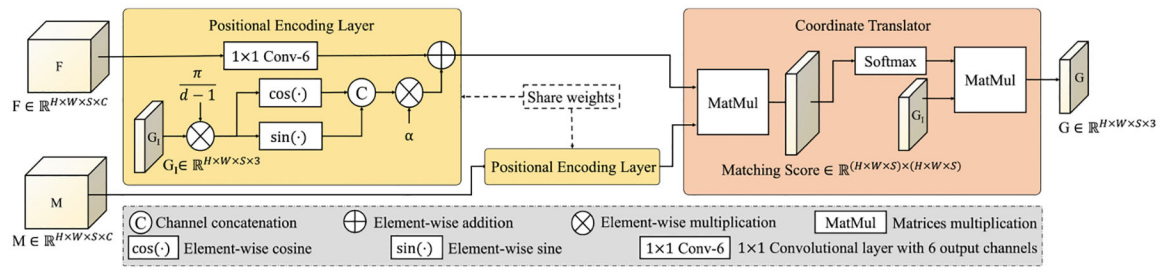 Positional Encoding Layer
Coordinate Translator
F
F ∈ ℝ^{H×W×S×C}
1×1 Conv-6
π
d − 1
cos(·)
C
sin(·)
α
G_I
G_I ∈ ℝ^{H×W×S×3}
Share weights
Positional Encoding Layer
MatMul
Softmax
G_I
MatMul
Matching Score ∈ ℝ^{(H×W×S)×(H×W×S)}
G
G ∈ ℝ^{H×W×S×3}
M
M ∈ ℝ^{H×W×S×C}
C Channel concatenation Element-wise addition Element-wise multiplication MatMul Matrices multiplication
cos(·) Element-wise cosine sin(·) Element-wise sine 1×1 Conv-6 1×1 Convolutional layer with 6 output channels